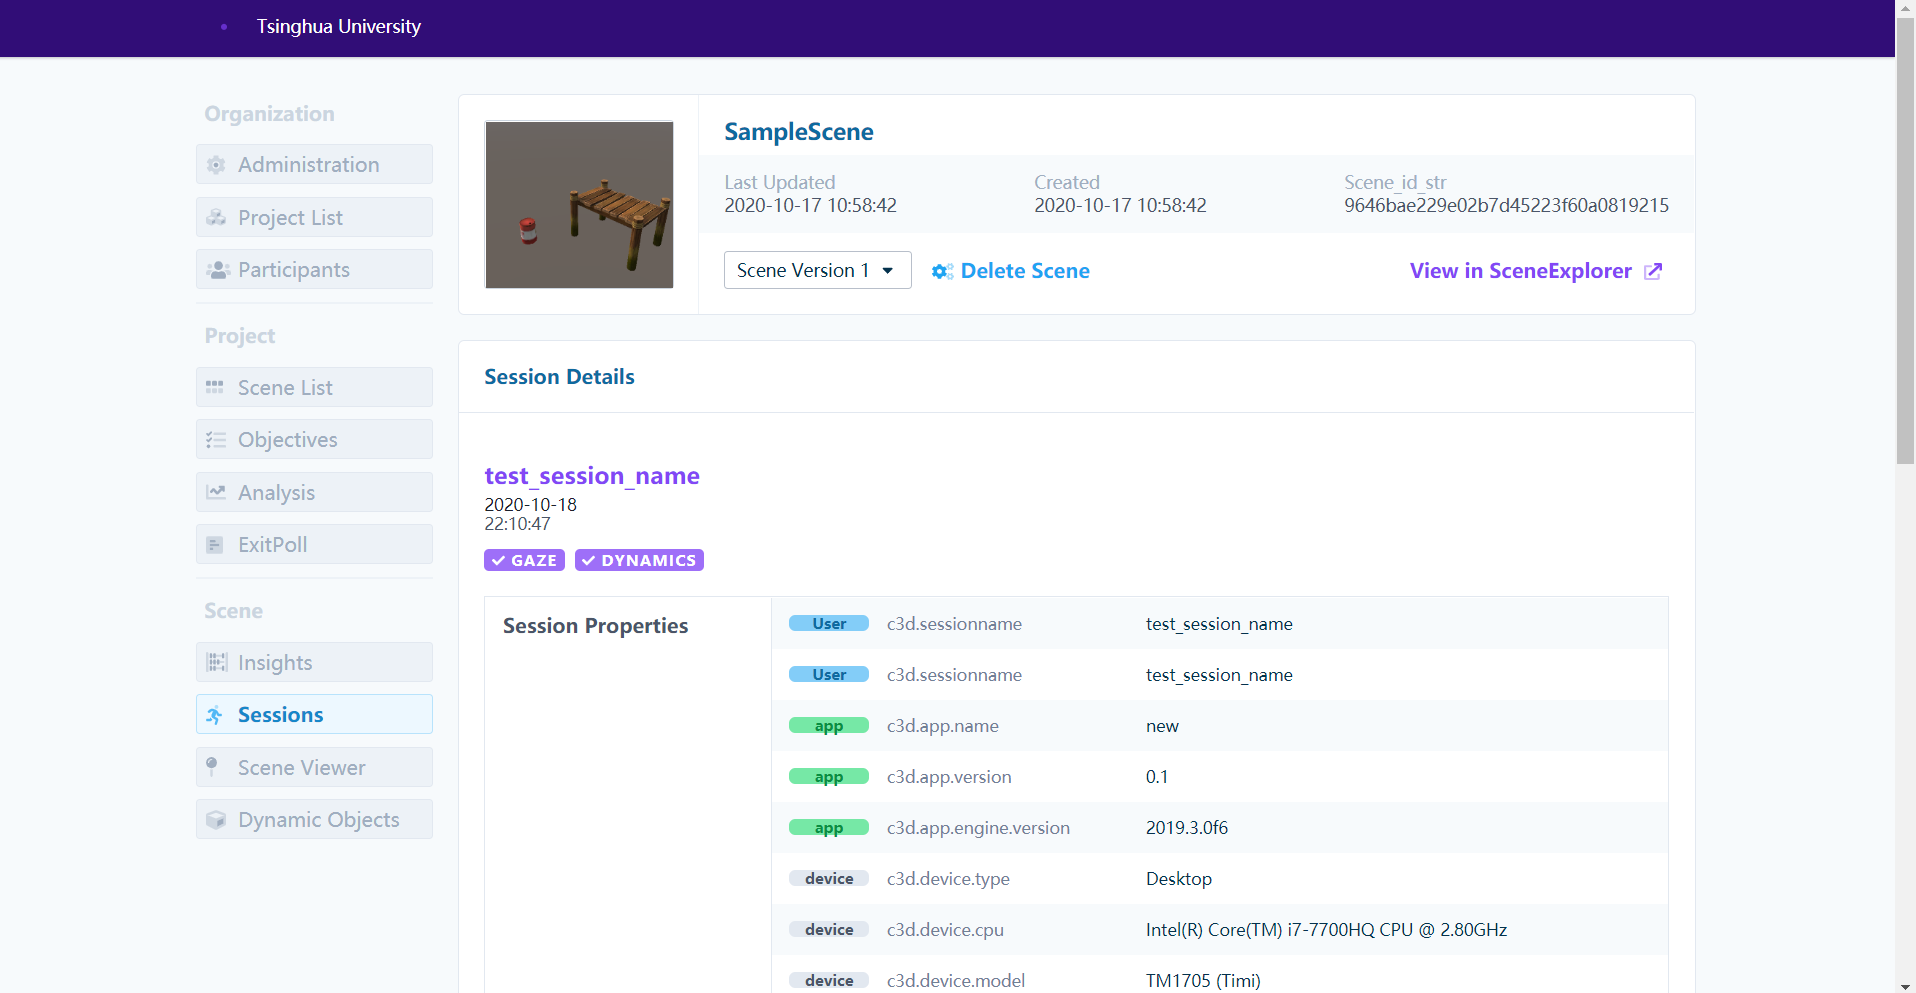 Tsinghua University
Organization
Administration
Project List
Participants
Project
Scene List
Objectives
Analysis
ExitPoll
Scene
Insights
Sessions
Scene Viewer
Dynamic Objects
SampleScene
Last Updated Created Scene_id_str
2020-10-17 10:58:42 2020-10-17 10:58:42 9646bae229e02b7d45223f60a0819215
Scene Version 1 Delete Scene View in SceneExplorer
Session Details
test_session_name
2020-10-18
22:10:47
GAZE DYNAMICS
Session Properties
User c3d.sessionname test_session_name
User c3d.sessionname test_session_name
app c3d.app.name new
app c3d.app.version 0.1
app c3d.app.engine.version 2019.3.0f6
device c3d.device.type Desktop
device c3d.device.cpu Intel(R) Core(TM) i7-7700HQ CPU @ 2.80GHz
device c3d.device.model TM1705 (Timi)